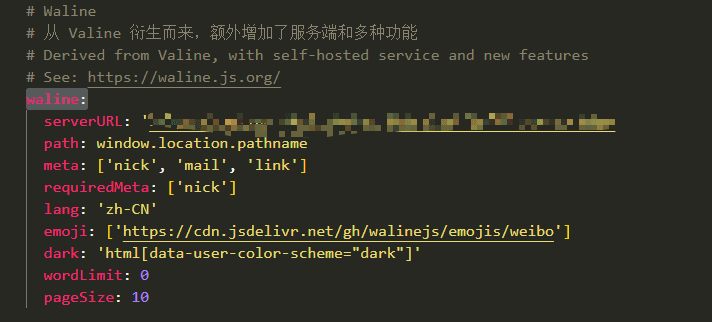 # Waline
# 从 Valine 衍生而来，额外增加了服务端和多种功能
# Derived from Valine, with self-hosted service and new features
# See: https://waline.js.org/
waline:
serverURL: '
path: window.location.pathname
meta: ['nick', 'mail', 'link']
requiredMeta: ['nick']
lang: 'zh-CN'
emoji: ['https://cdn.jsdelivr.net/gh/walinejs/emojis/weibo']
dark: 'html[data-user-color-scheme="dark"]'
wordLimit: 0
pageSize: 10